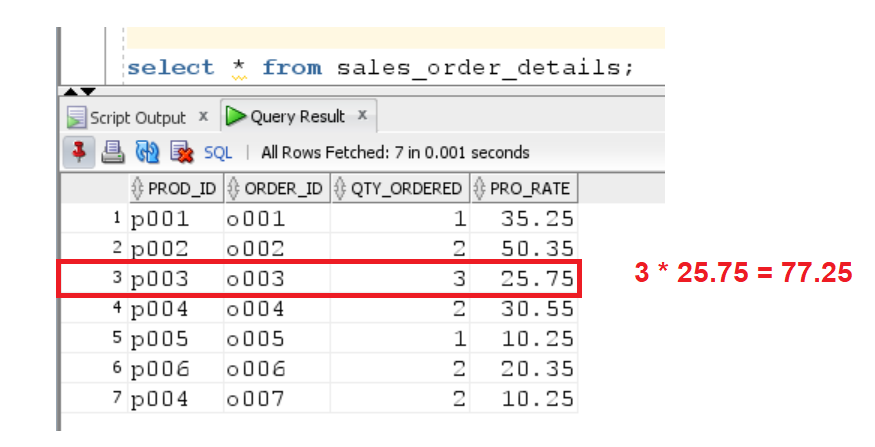 select * from sales_order_details;
Script Output x Query Result x
SQL | All Rows Fetched: 7 in 0.001 seconds
PROD_ID ORDER_ID QTY_ORDERED PRO_RATE
1 p001 o001 1 35.25
2 p002 o002 2 50.35
3 p003 o003 3 25.75 3 * 25.75 = 77.25
4 p004 o004 2 30.55
5 p005 o005 1 10.25
6 p006 o006 2 20.35
7 p004 o007 2 10.25